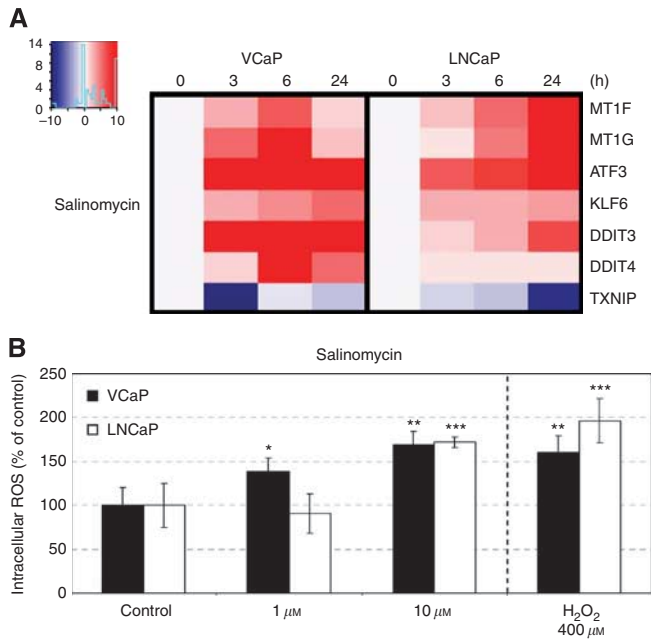 A
14
12
8
4
0
−10 0 10
VCaP LNCaP
0 3 6 24 0 3 6 24 (h)
Salinomycin
MT1F
MT1G
ATF3
KLF6
DDIT3
DDIT4
TXNIP
B
Salinomycin
Intracellular ROS (% of control)
250
200
150
100
50
0
VCaP
LNCaP
*
** ***
** ***
Control 1 μM 10 μM H₂O₂
400 μM